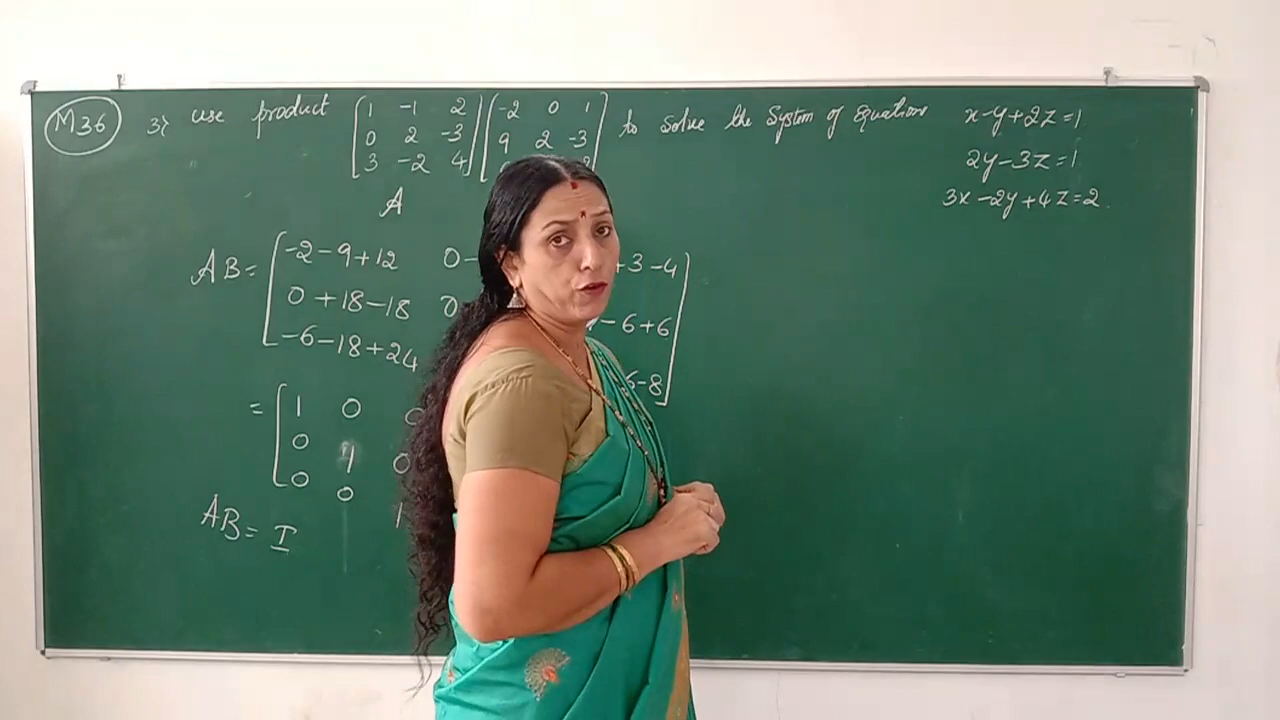 M36 3} use product [1 -1 2] [-2 0 1] to solve the System of equations x-y+2z=1
[0 2 -3] [9 2 -3] 2y-3z=1
[3 -2 4] 3x-2y+4z=2.
A
AB= [-2-9+12 0- +3-4]
0+18-18 0 -6+6
-6-18+24 6-8
= [1 0 0
0 1 0
0 0 1
AB= I